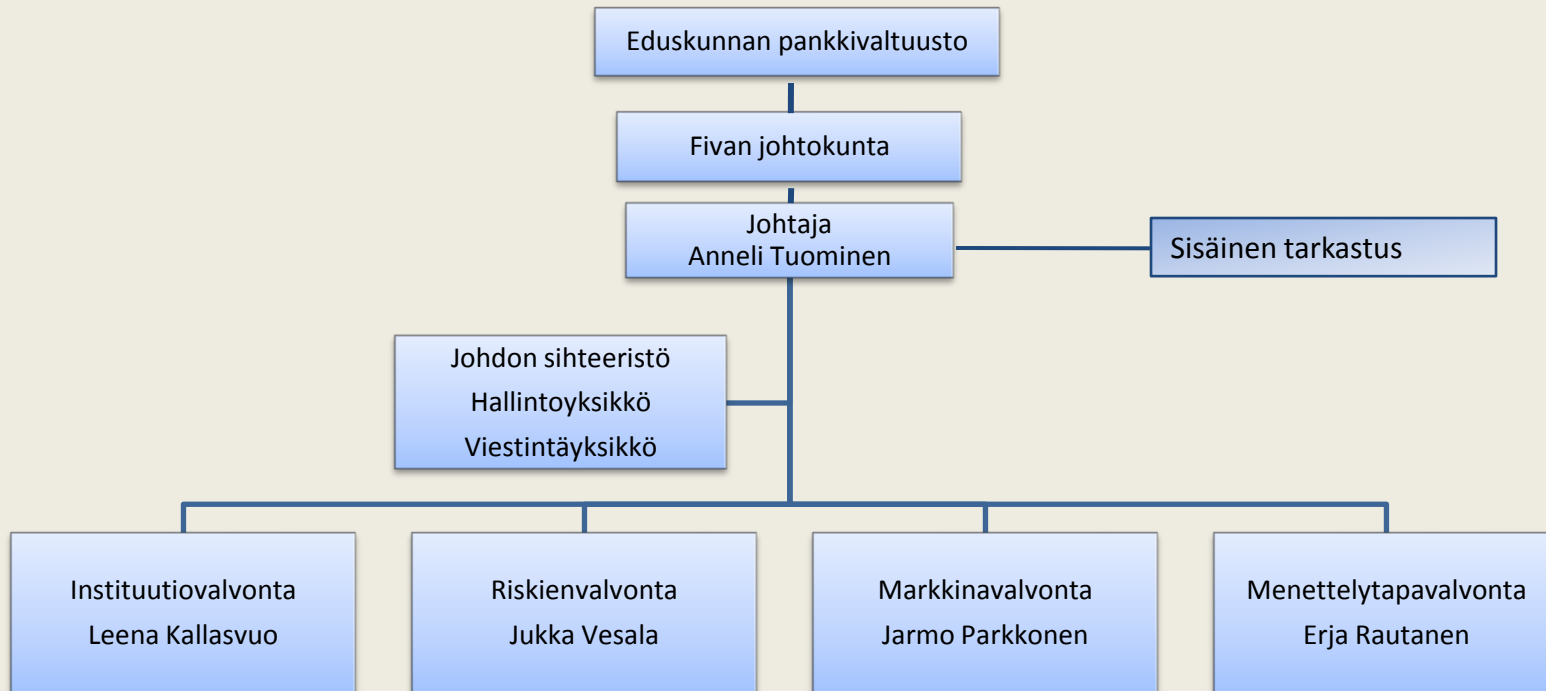 Eduskunnan pankkivaltuusto
Fivan johtokunta
Johtaja
Anneli Tuominen
Sisäinen tarkastus
Johdon sihteeristö
Hallintoyksikkö
Viestintäyksikkö
Instituutiovalvonta
Leena Kallasvuo
Riskienvalvonta
Jukka Vesala
Markkinavalvonta
Jarmo Parkkonen
Menettelytapavalvonta
Erja Rautanen